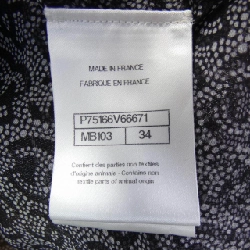 MADE IN FRANCE
FABRIQUE EN FRANCE
P75166V66671
MB103 34
Contient des parties non textiles
d'origine animale - Contains non
textile parts of animal origin